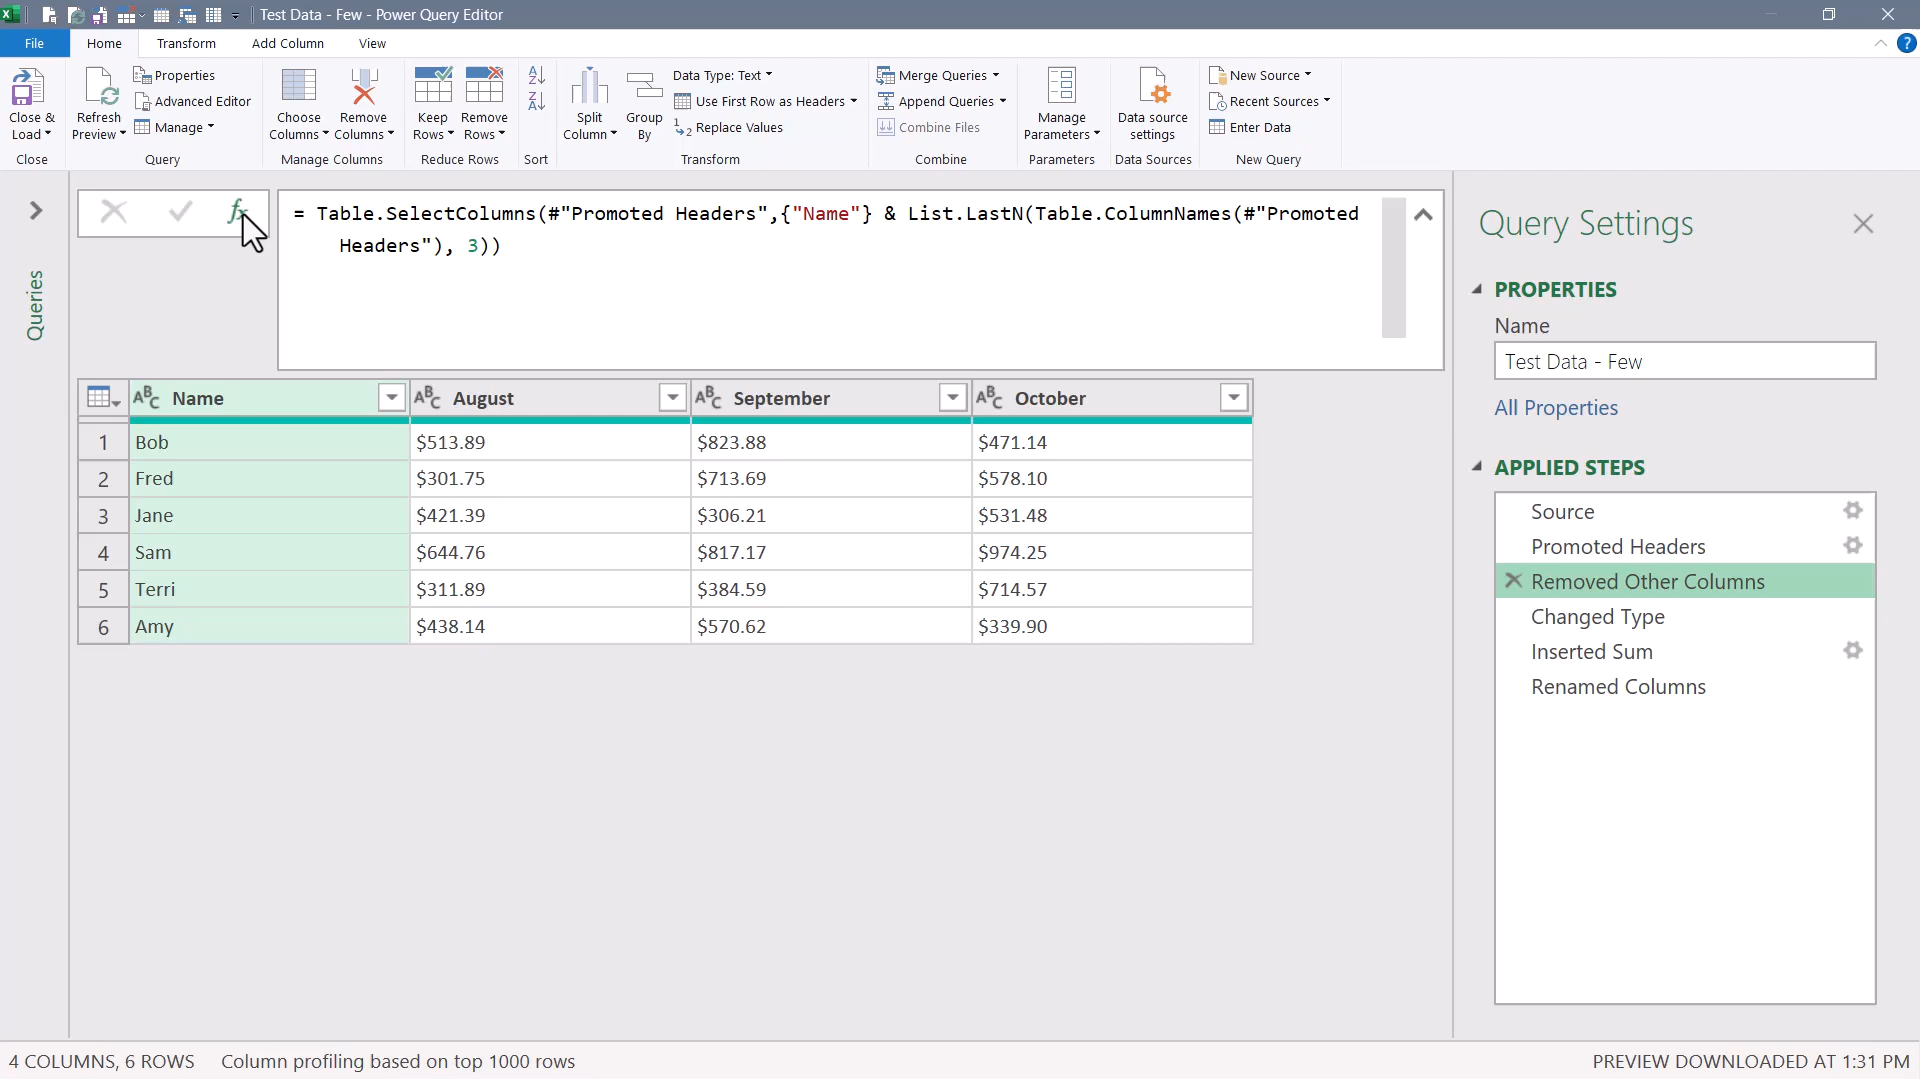 Test Data - Few - Power Query Editor
File Home Transform Add Column View
Close & Load
Close
Refresh Preview
Properties
Advanced Editor
Manage
Query
Choose Columns
Remove Columns
Manage Columns
Keep Rows
Remove Rows
Reduce Rows
Sort
Split Column
Group By
Data Type: Text
Use First Row as Headers
Replace Values
Transform
Merge Queries
Append Queries
Combine Files
Combine
Manage Parameters
Parameters
Data source settings
Data Sources
New Source
Recent Sources
Enter Data
New Query
Queries
fx
= Table.SelectColumns(#"Promoted Headers",{"Name"} & List.LastN(Table.ColumnNames(#"Promoted
Headers"), 3))
Name August September October
1 Bob $513.89 $823.88 $471.14
2 Fred $301.75 $713.69 $578.10
3 Jane $421.39 $306.21 $531.48
4 Sam $644.76 $817.17 $974.25
5 Terri $311.89 $384.59 $714.57
6 Amy $438.14 $570.62 $339.90
Query Settings
PROPERTIES
Name
Test Data - Few
All Properties
APPLIED STEPS
Source
Promoted Headers
Removed Other Columns
Changed Type
Inserted Sum
Renamed Columns
4 COLUMNS, 6 ROWS Column profiling based on top 1000 rows PREVIEW DOWNLOADED AT 1:31 PM